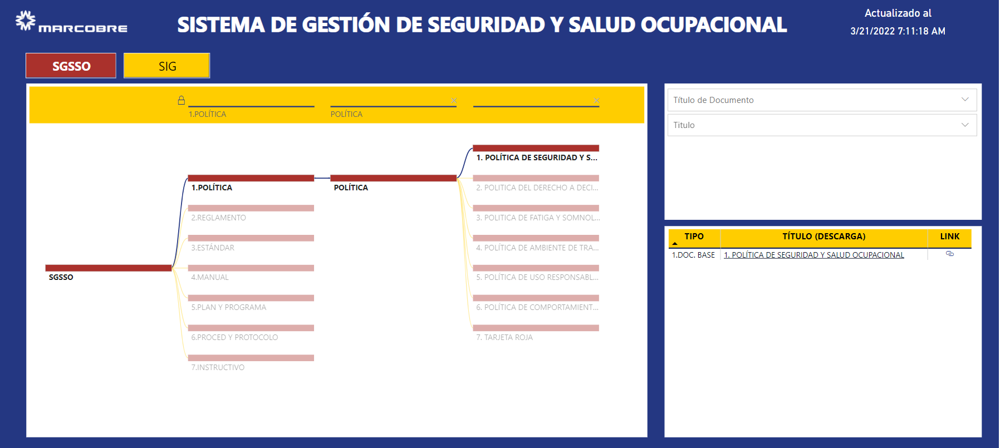 MARCOBRE
SISTEMA DE GESTIÓN DE SEGURIDAD Y SALUD OCUPACIONAL
Actualizado al
3/21/2022 7:11:18 AM
SGSSO
SIG
1.POLÍTICA
POLÍTICA
SGSSO
1.POLÍTICA
2.REGLAMENTO
3.ESTÁNDAR
4.MANUAL
5.PLAN Y PROGRAMA
6.PROCED Y PROTOCOLO
7.INSTRUCTIVO
POLÍTICA
1. POLÍTICA DE SEGURIDAD Y S...
2. POLITICA DEL DERECHO A DECI...
3. POLITICA DE FATIGA Y SOMNOL...
4. POLÍTICA DE AMBIENTE DE TRA...
5. POLÍTICA DE USO RESPONSABL...
6. POLÍTICA DE COMPORTAMIENT...
7. TARJETA ROJA
Título de Documento
Titulo
TIPO TÍTULO (DESCARGA) LINK
1.DOC. BASE 1. POLÍTICA DE SEGURIDAD Y SALUD OCUPACIONAL